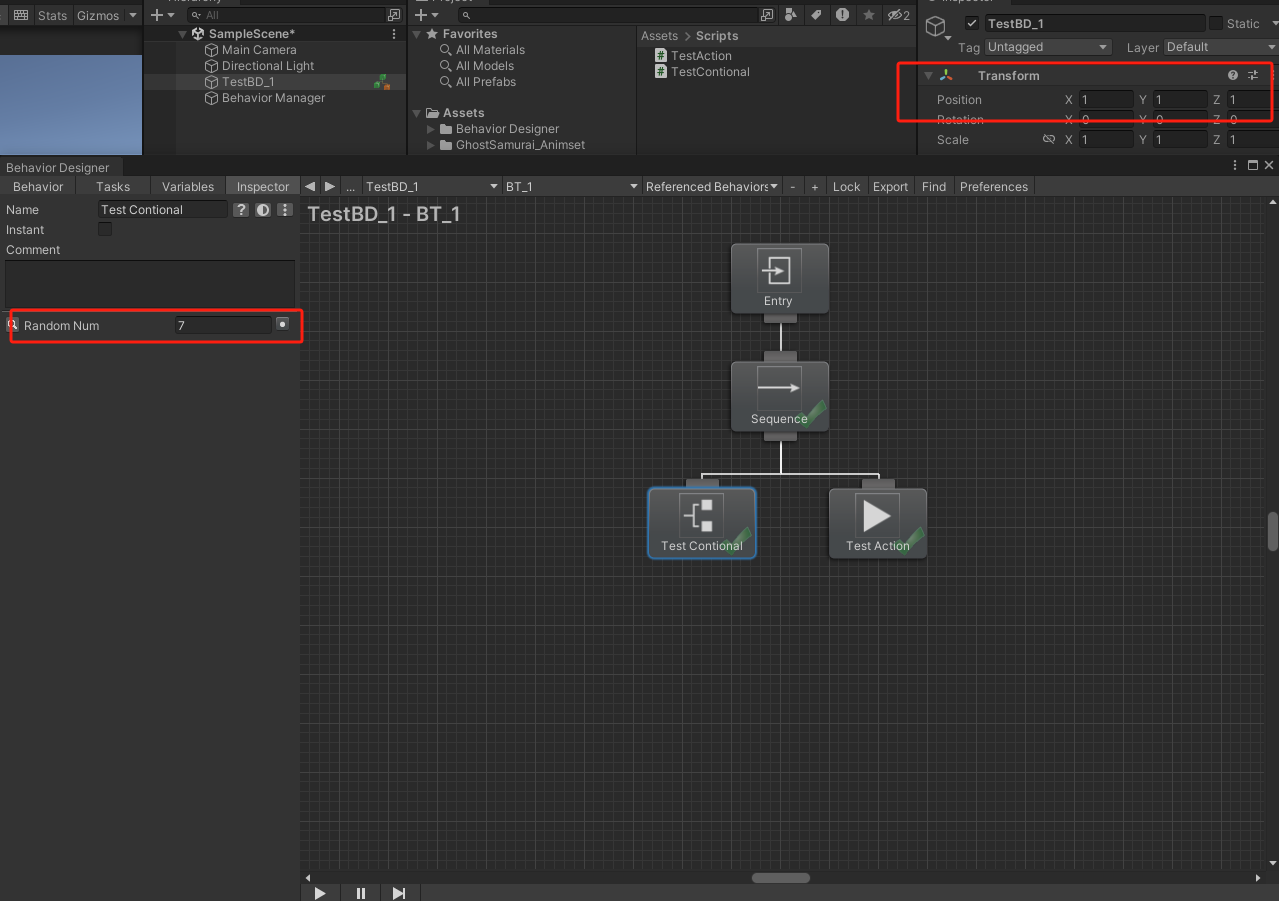 Stats Gizmos
All
2
SampleScene*
Main Camera
Directional Light
TestBD_1
Behavior Manager
Favorites
All Materials
All Models
All Prefabs
Assets
Behavior Designer
GhostSamurai_Animset
Assets > Scripts
TestAction
TestContional
TestBD_1 Static
Tag Untagged Layer Default
Transform
Position X 1 Y 1 Z 1
Rotation X 0 Y 0 Z 0
Scale X 1 Y 1 Z 1
Behavior Designer
Behavior Tasks Variables Inspector ... TestBD_1 BT_1 Referenced Behaviors - + Lock Export Find Preferences
Name Test Contional
Instant
Comment
Random Num 7
TestBD_1 - BT_1
Entry
Sequence
Test Contional
Test Action